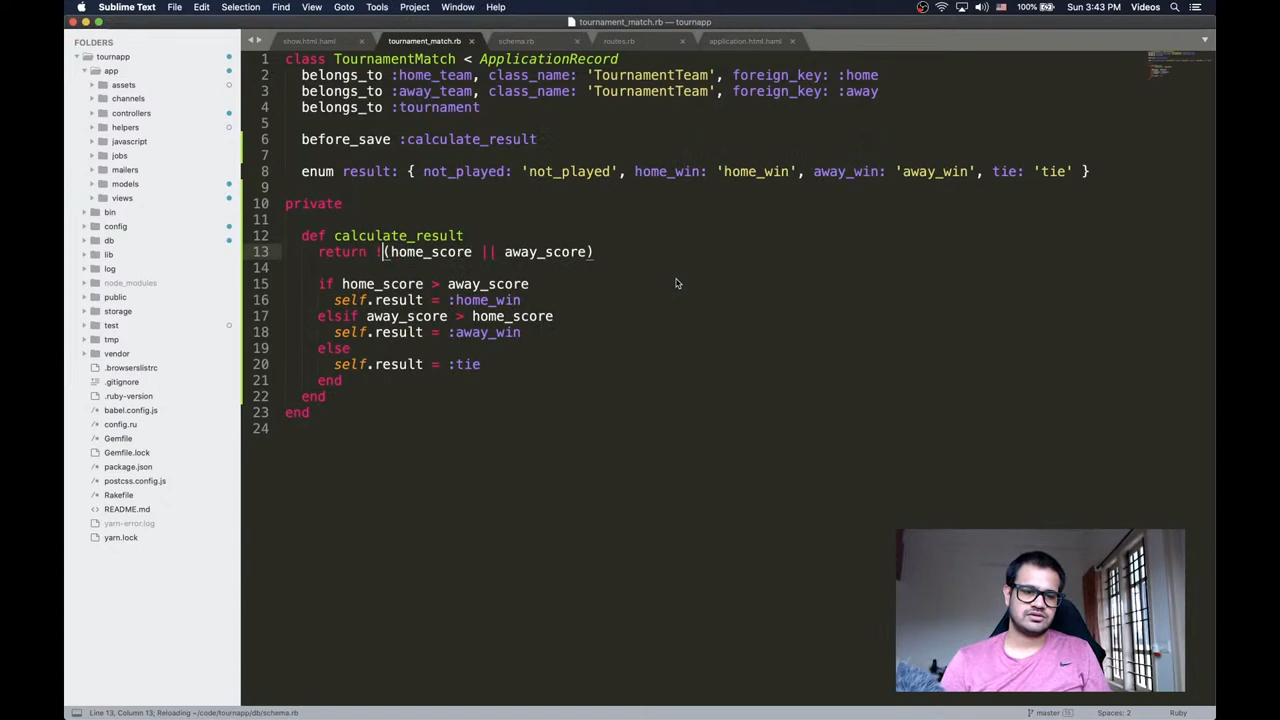 Sublime Text File Edit Selection Find View Goto Tools Project Window Help
100% Sun 3:43 PM Videos
tournament_match.rb — tournapp
FOLDERS
tournapp
app
assets
channels
controllers
helpers
javascript
jobs
mailers
models
views
bin
config
db
lib
log
node_modules
public
storage
test
tmp
vendor
.browserslistrc
.gitignore
.ruby-version
babel.config.js
config.ru
Gemfile
Gemfile.lock
package.json
postcss.config.js
Rakefile
README.md
yarn-error.log
yarn.lock
show.html.haml tournament_match.rb schema.rb routes.rb application.html.haml
1 class TournamentMatch < ApplicationRecord
2 belongs_to :home_team, class_name: 'TournamentTeam', foreign_key: :home
3 belongs_to :away_team, class_name: 'TournamentTeam', foreign_key: :away
4 belongs_to :tournament
5
6 before_save :calculate_result
7
8 enum result: { not_played: 'not_played', home_win: 'home_win', away_win: 'away_win', tie: 'tie' }
9
10 private
11
12 def calculate_result
13 return !(home_score || away_score)
14
15 if home_score > away_score
16 self.result = :home_win
17 elsif away_score > home_score
18 self.result = :away_win
19 else
20 self.result = :tie
21 end
22 end
23 end
24
Line 13, Column 13; Reloading ~/code/tournapp/db/schema.rb
master 15 Spaces: 2 Ruby